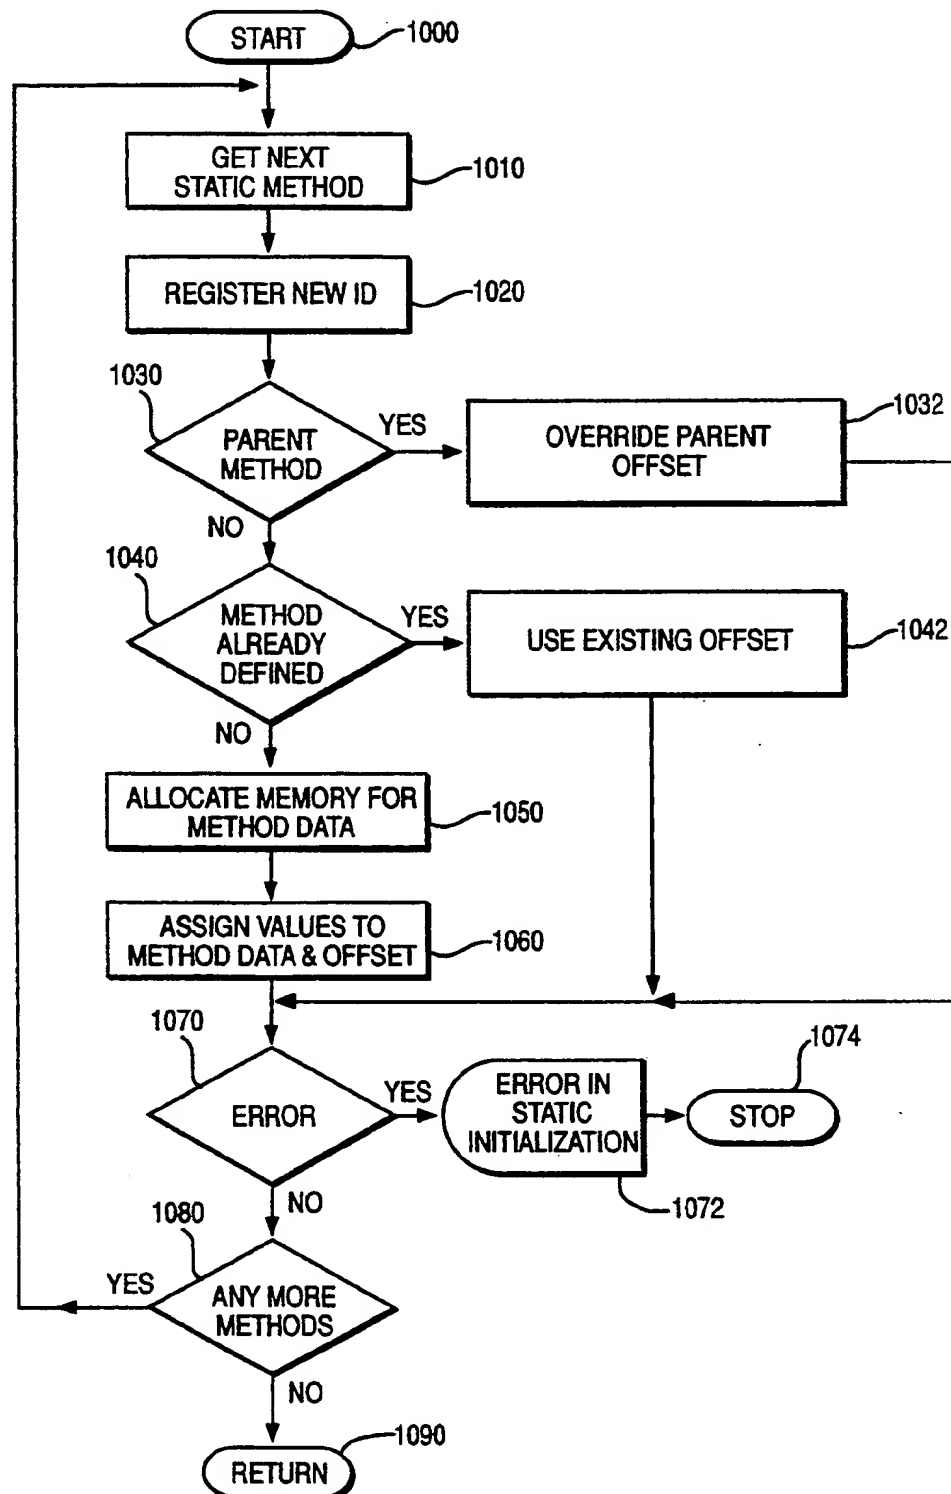 START
1000
GET NEXT
STATIC METHOD
1010
REGISTER NEW ID
1020
1030
PARENT
METHOD
YES
OVERRIDE PARENT
OFFSET
1032
NO
1040
METHOD
ALREADY
DEFINED
YES
USE EXISTING OFFSET
1042
NO
ALLOCATE MEMORY FOR
METHOD DATA
1050
ASSIGN VALUES TO
METHOD DATA & OFFSET
1060
1070
ERROR
YES
ERROR IN
STATIC
INITIALIZATION
1072
STOP
1074
NO
1080
YES
ANY MORE
METHODS
NO
RETURN
1090